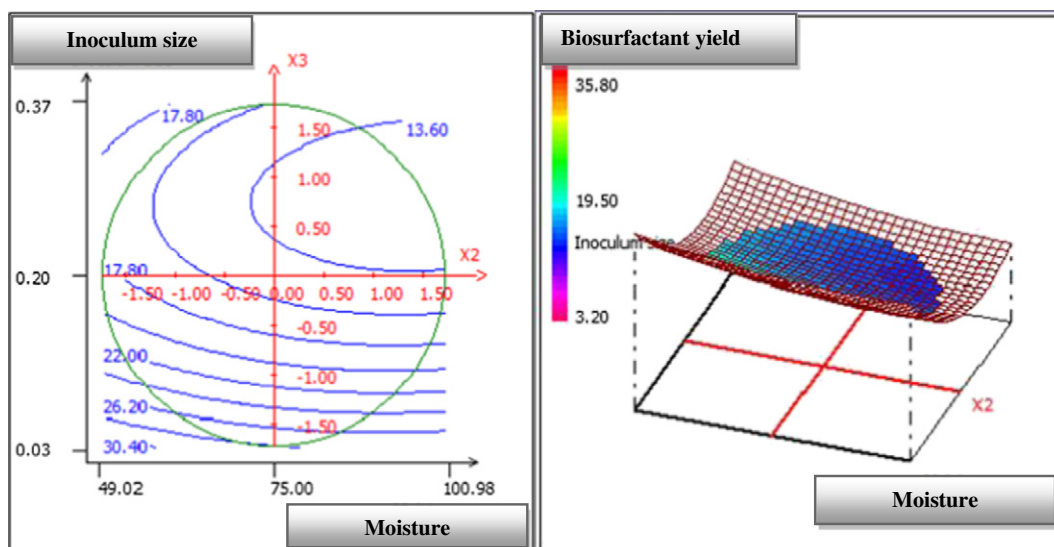 Inoculum size
X3
0.37
17.80
1.50
13.60
1.00
0.50
X2
0.20
17.80
-1.50 -1.00 -0.50 0.00 0.50 1.00 1.50
-0.50
22.00
-1.00
26.20
-1.50
30.40
0.03
49.02 75.00 100.98
Moisture
Biosurfactant yield
35.80
19.50
Inoculum size
3.20
X2
Moisture